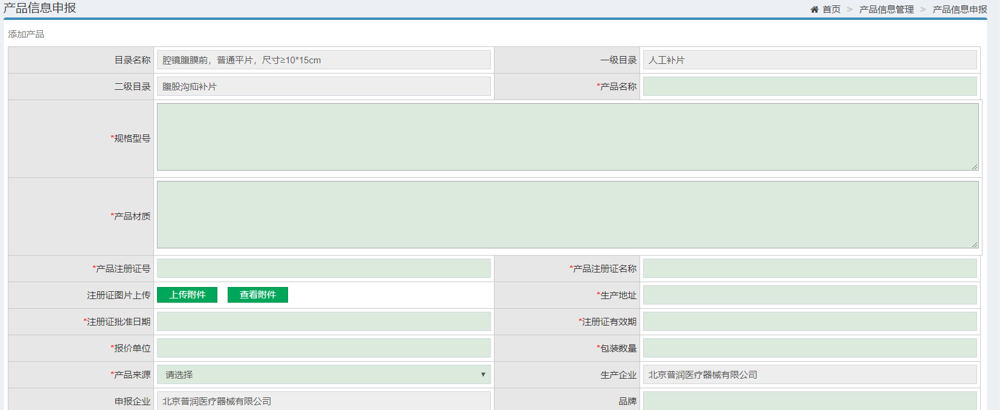 产品信息申报
首页 > 产品信息管理 > 产品信息申报
添加产品
目录名称 腔镜腹膜前，普通平片，尺寸≥10*15cm 一级目录 人工补片
二级目录 腹股沟疝补片 *产品名称
*规格型号
*产品材质
*产品注册证号 *产品注册证名称
注册证图片上传 上传附件 查看附件 *生产地址
*注册证批准日期 *注册证有效期
*报价单位 *包装数量
*产品来源 请选择 生产企业 北京普润医疗器械有限公司
申报企业 北京普润医疗器械有限公司 品牌